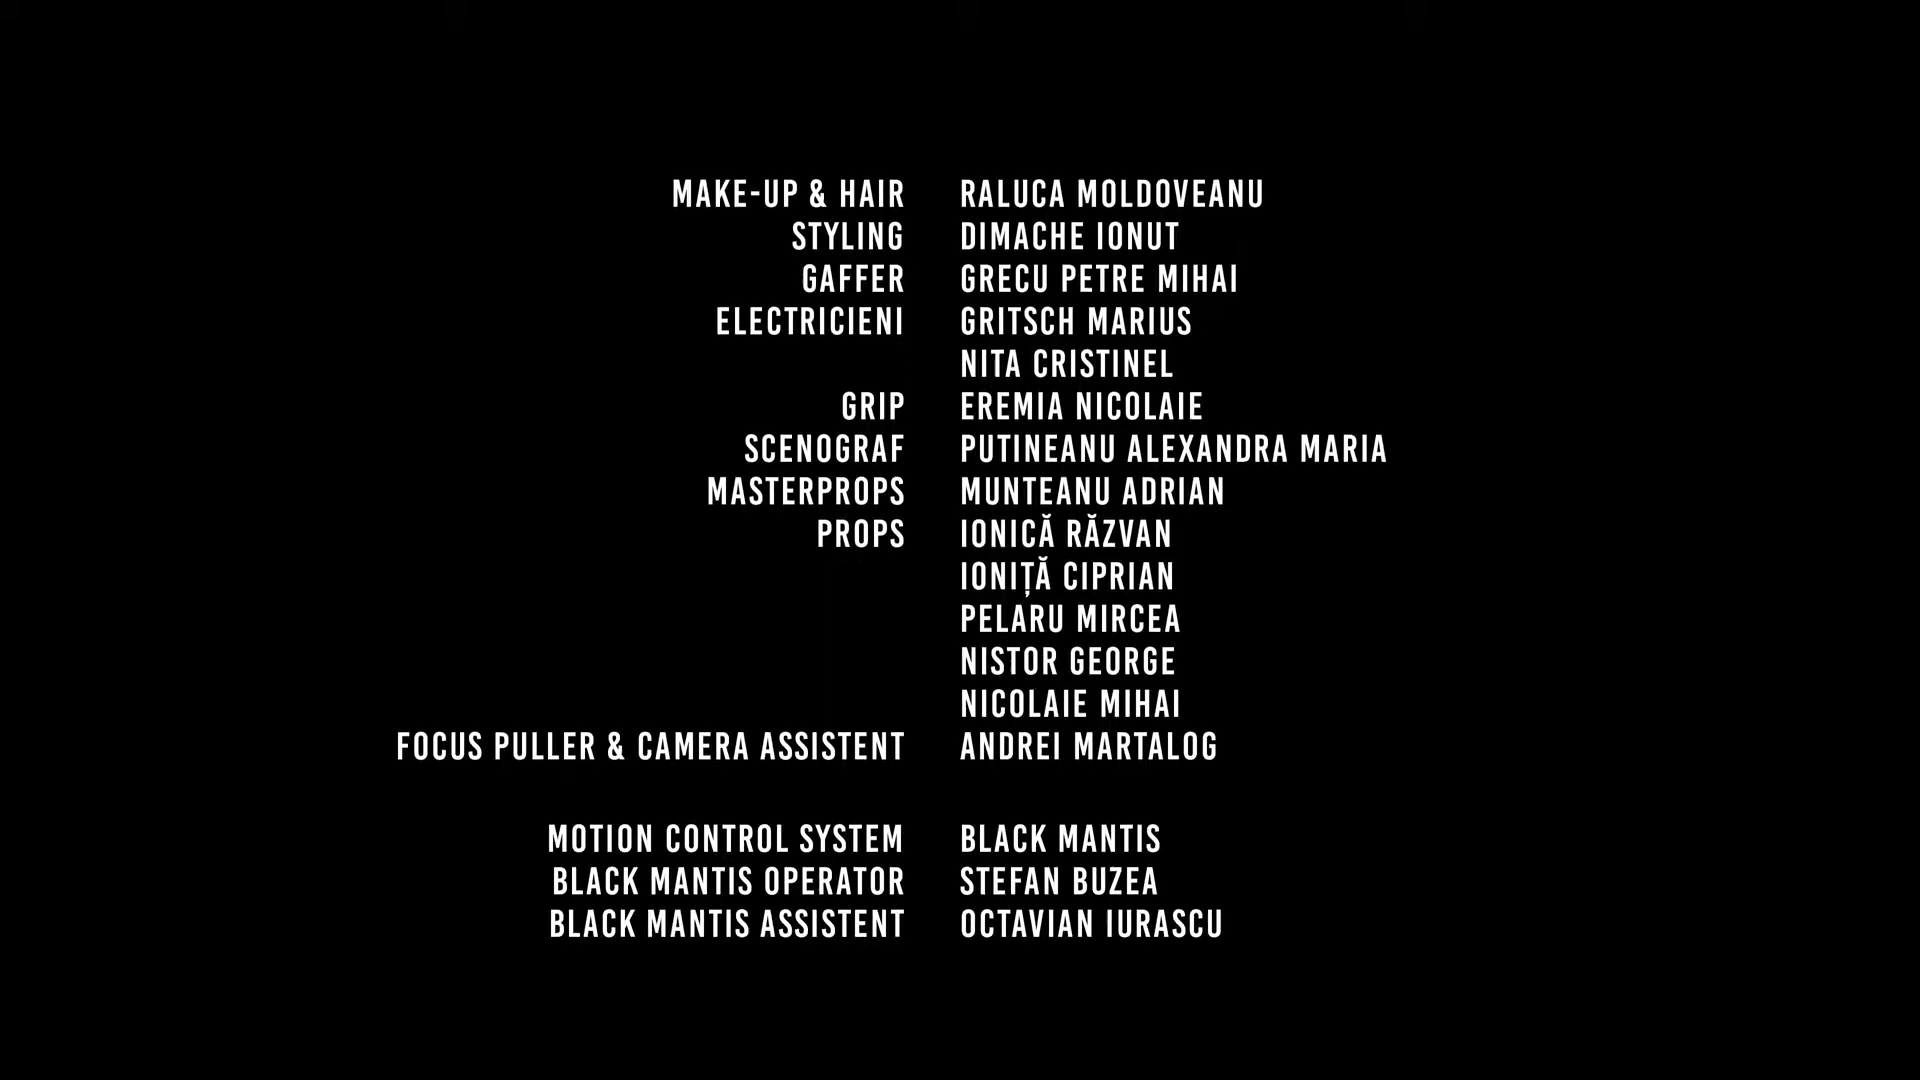 MAKE-UP & HAIR RALUCA MOLDOVEANU
STYLING DIMACHE IONUT
GAFFER GRECU PETRE MIHAI
ELECTRICIENI GRITSCH MARIUS
NITA CRISTINEL
GRIP EREMIA NICOLAIE
SCENOGRAF PUTINEANU ALEXANDRA MARIA
MASTERPROPS MUNTEANU ADRIAN
PROPS IONICĂ RĂZVAN
IONIȚĂ CIPRIAN
PELARU MIRCEA
NISTOR GEORGE
NICOLAIE MIHAI
FOCUS PULLER & CAMERA ASSISTENT ANDREI MARTALOG
MOTION CONTROL SYSTEM BLACK MANTIS
BLACK MANTIS OPERATOR STEFAN BUZEA
BLACK MANTIS ASSISTENT OCTAVIAN IURASCU